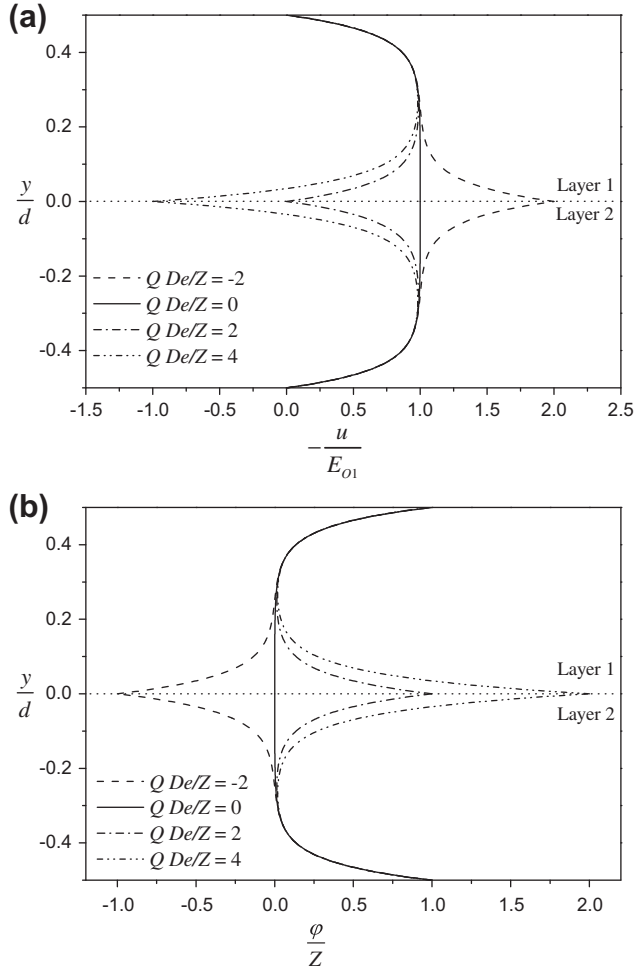 (a)
0.4
0.2
y/d
0.0
-0.2
-0.4
Layer 1
Layer 2
Q De/Z = -2
Q De/Z = 0
Q De/Z = 2
Q De/Z = 4
-1.5 -1.0 -0.5 0.0 0.5 1.0 1.5 2.0 2.5
-u/E_{O1}
(b)
0.4
0.2
y/d
0.0
-0.2
-0.4
Layer 1
Layer 2
Q De/Z = -2
Q De/Z = 0
Q De/Z = 2
Q De/Z = 4
-1.0 -0.5 0.0 0.5 1.0 1.5 2.0
φ/Z